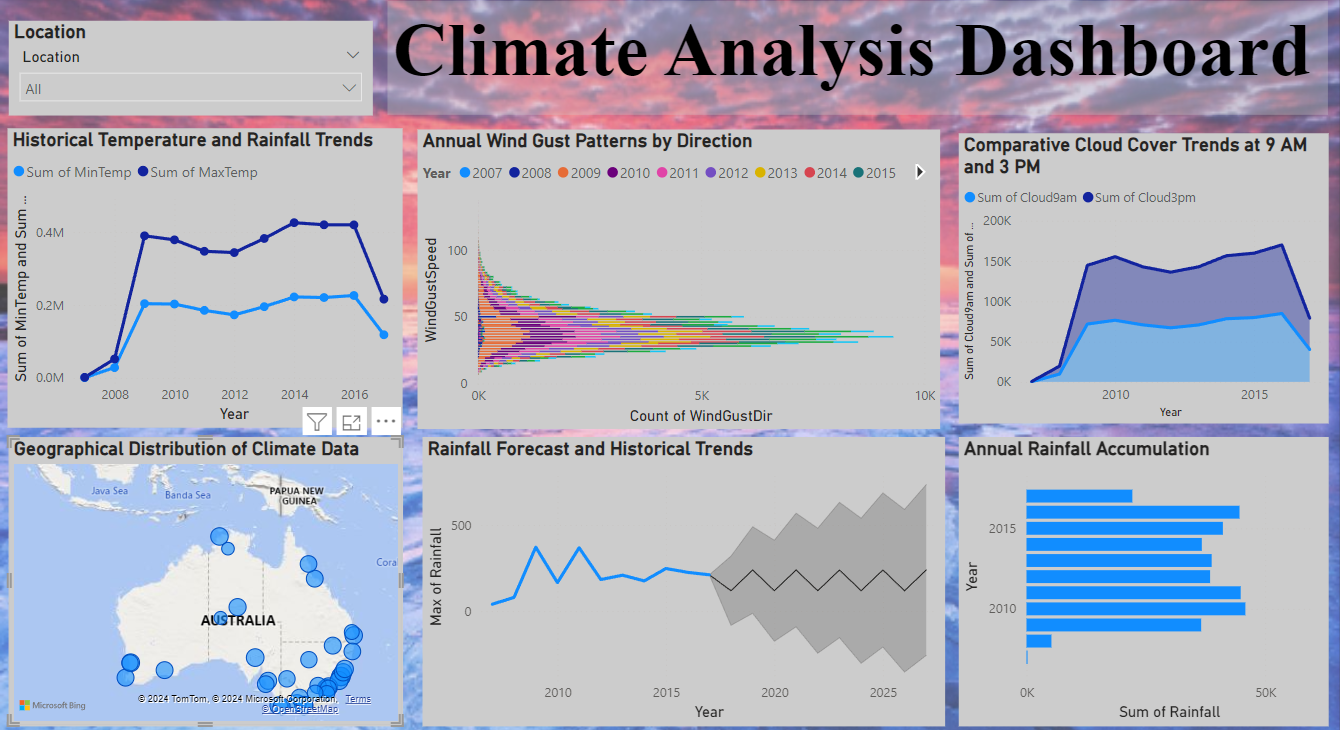 Location
Location
All
Climate Analysis Dashboard
Historical Temperature and Rainfall Trends
Sum of MinTemp Sum of MaxTemp
Sum of MinTemp and Sum ...
0.4M
0.2M
0.0M
2008 2010 2012 2014 2016
Year
Annual Wind Gust Patterns by Direction
Year 2007 2008 2009 2010 2011 2012 2013 2014 2015
WindGustSpeed
100
50
0
0K 5K 10K
Count of WindGustDir
Comparative Cloud Cover Trends at 9 AM
and 3 PM
Sum of Cloud9am Sum of Cloud3pm
Sum of Cloud9am and Sum of ...
200K
150K
100K
50K
0K
2010 2015
Year
Geographical Distribution of Climate Data
Java Sea
Banda Sea
PAPUA NEW
GUINEA
Cora
AUSTRALIA
Microsoft Bing
© 2024 TomTom, © 2024 Microsoft Corporation, Terms
© OpenStreetMap
Rainfall Forecast and Historical Trends
Max of Rainfall
500
0
2010 2015 2020 2025
Year
Annual Rainfall Accumulation
Year
2015
2010
0K 50K
Sum of Rainfall